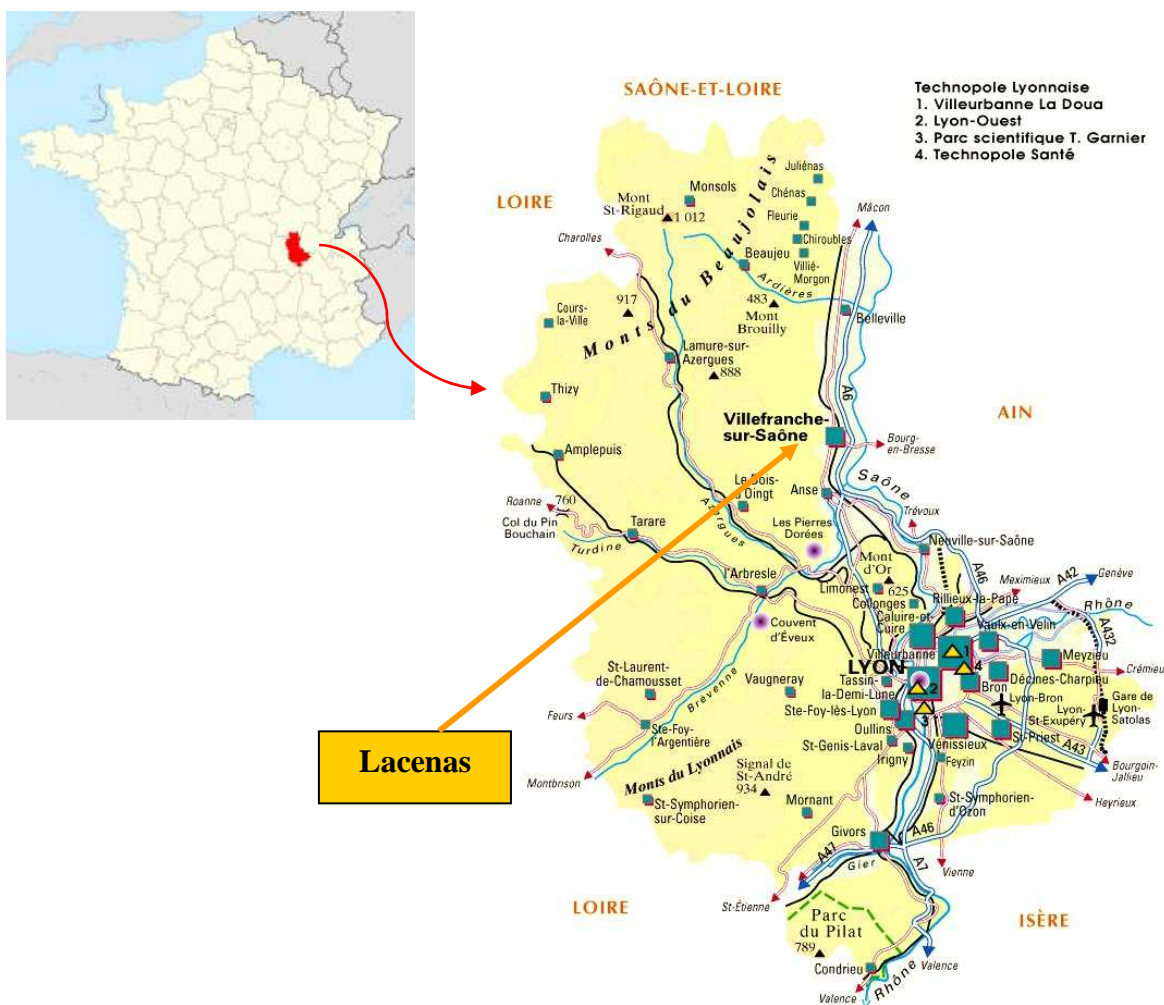 SAÔNE-ET-LOIRE
Technopole Lyonnaise
1. Villeurbanne La Doua
2. Lyon-Ouest
3. Parc scientifique T. Garnier
4. Technopole Santé
LOIRE
Mont
St-Rigaud
1 012
Monsols
Juliénas
Chénas
Fleurie
Chiroubles
Villié-
Morgon
Mâcon
Charolles
Beaujeu
Ardières
Monts du Beaujolais
917
483
Mont
Brouilly
Belleville
Cours-
la-Ville
Lamure-sur-
Azergues
888
Thizy
A6
AIN
Villefranche-
sur-Saône
Bourg-
en-Bresse
Amplepuis
Saône
Le Bois-
d'Oingt
Anse
Roanne
760
Col du Pin
Bouchain
Tarare
Turdine
Azergues
Les Pierres
Dorées
Trévoux
Neuville-sur-Saône
Mont
d'Or
625
A46
A42
Genève
Meximieux
l'Arbresle
Limonest
Collonges
Rillieux-la-Pape
Rhône
Caluire-et
Cuire
Vaulx-en-Velin
A432
Couvent
d'Éveux
Villeurbanne
1
Meyzieu
LYON
4
Crémieu
Décines-Charpieu
St-Laurent-
de-Chamousset
Vaugneray
Tassin-
la-Demi-Lune
2
Bron
Lyon-Bron
Gare de
Lyon-
Satolas
Lyon-
St-Exupéry
Brévenne
Feurs
Ste-Foy-
l'Argentière
Ste-Foy-lès-Lyon
3
Oullins
St-Priest
St-Genis-Laval
Vénissieux
A43
Lacenas
Irigny
Feyzin
Bourgoin-
Jallieu
Montbrison
Monts du Lyonnais
Signal de
St-André
934
Heyrieux
St-Symphorien-
sur-Coise
Mornant
St-Symphorien-
d'Ozon
Givors
A46
A47
Gier
A7
Vienne
LOIRE
St-Étienne
ISÈRE
Parc
du Pilat
789
Condrieu
Rhône
Valence
Valence